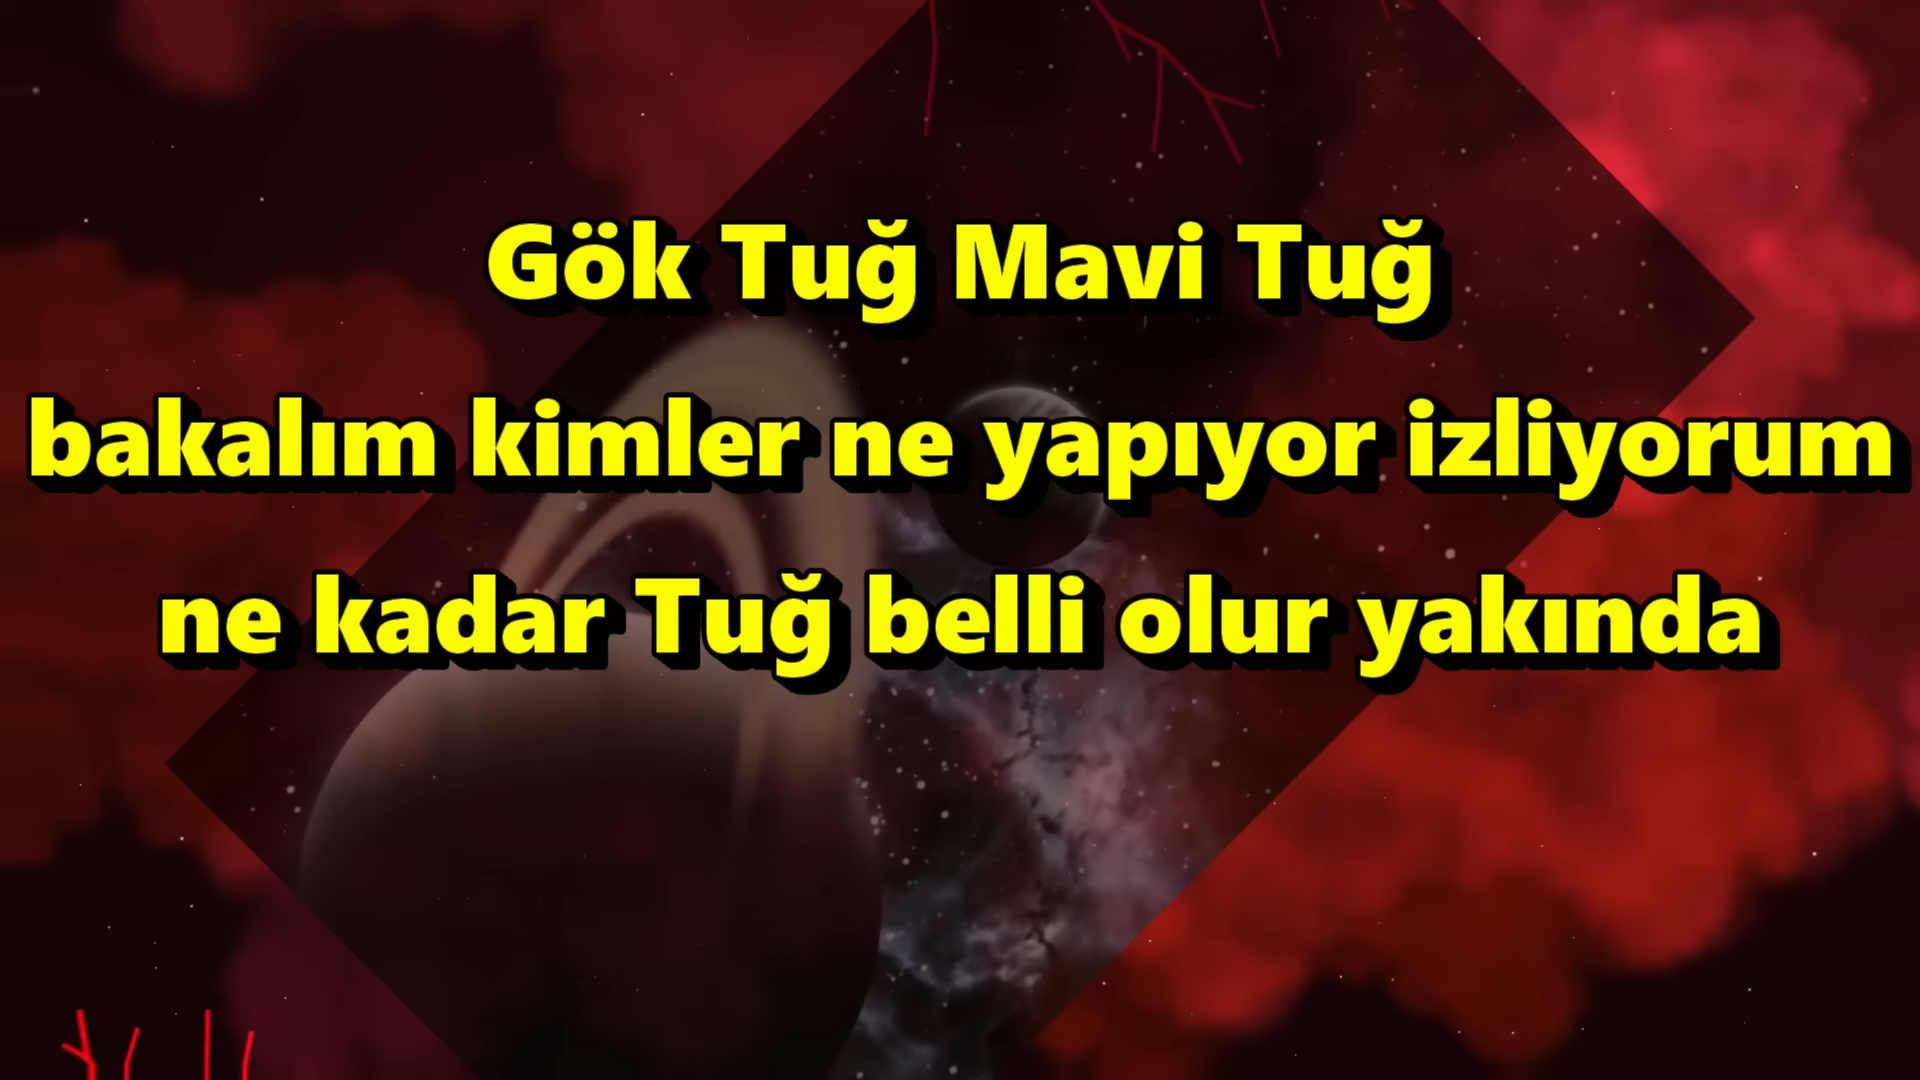 Gök Tuğ Mavi Tuğ
bakalım kimler ne yapıyor izliyorum
ne kadar Tuğ belli olur yakında